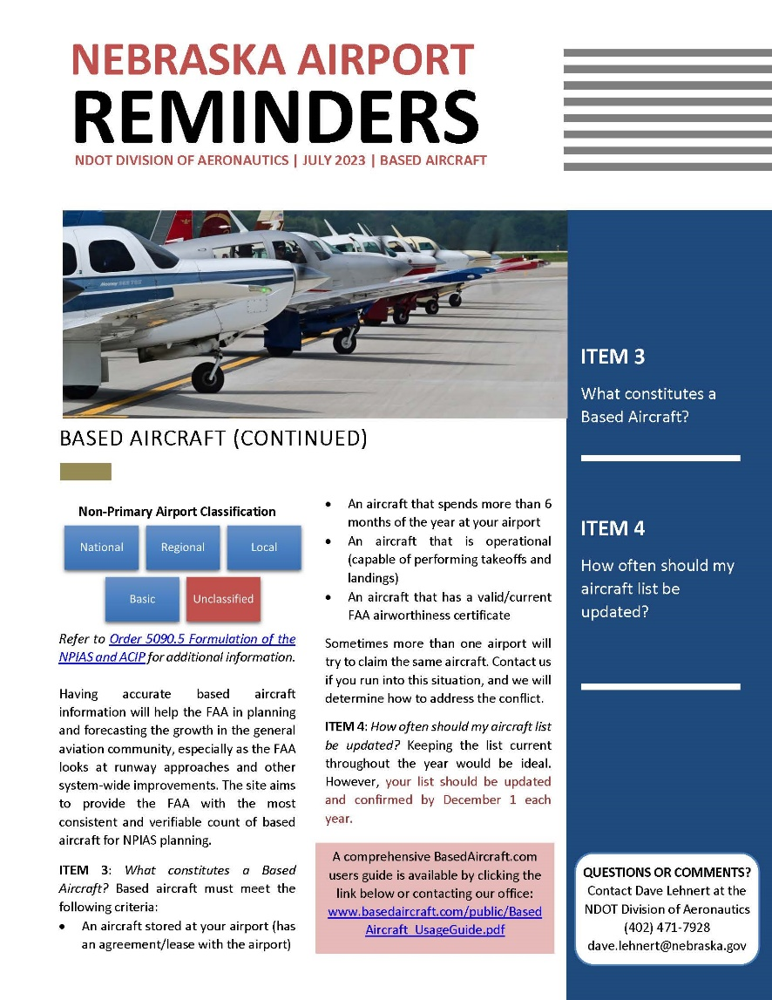 NEBRASKA AIRPORT
REMINDERS
NDOT DIVISION OF AERONAUTICS | JULY 2023 | BASED AIRCRAFT
BASED AIRCRAFT (CONTINUED)
Non-Primary Airport Classification
National
Regional
Local
Basic
Unclassified
Refer to Order 5090.5 Formulation of the
NPIAS and ACIP for additional information.
Having accurate based aircraft
information will help the FAA in planning
and forecasting the growth in the general
aviation community, especially as the FAA
looks at runway approaches and other
system-wide improvements. The site aims
to provide the FAA with the most
consistent and verifiable count of based
aircraft for NPIAS planning.
ITEM 3: What constitutes a Based
Aircraft? Based aircraft must meet the
following criteria:
• An aircraft stored at your airport (has
an agreement/lease with the airport)
• An aircraft that spends more than 6
months of the year at your airport
• An aircraft that is operational
(capable of performing takeoffs and
landings)
• An aircraft that has a valid/current
FAA airworthiness certificate
Sometimes more than one airport will
try to claim the same aircraft. Contact us
if you run into this situation, and we will
determine how to address the conflict.
ITEM 4: How often should my aircraft list
be updated? Keeping the list current
throughout the year would be ideal.
However, your list should be updated
and confirmed by December 1 each
year.
A comprehensive BasedAircraft.com
users guide is available by clicking the
link below or contacting our office:
www.basedaircraft.com/public/Based
Aircraft_UsageGuide.pdf
ITEM 3
What constitutes a
Based Aircraft?
ITEM 4
How often should my
aircraft list be
updated?
QUESTIONS OR COMMENTS?
Contact Dave Lehnert at the
NDOT Division of Aeronautics
(402) 471-7928
dave.lehnert@nebraska.gov